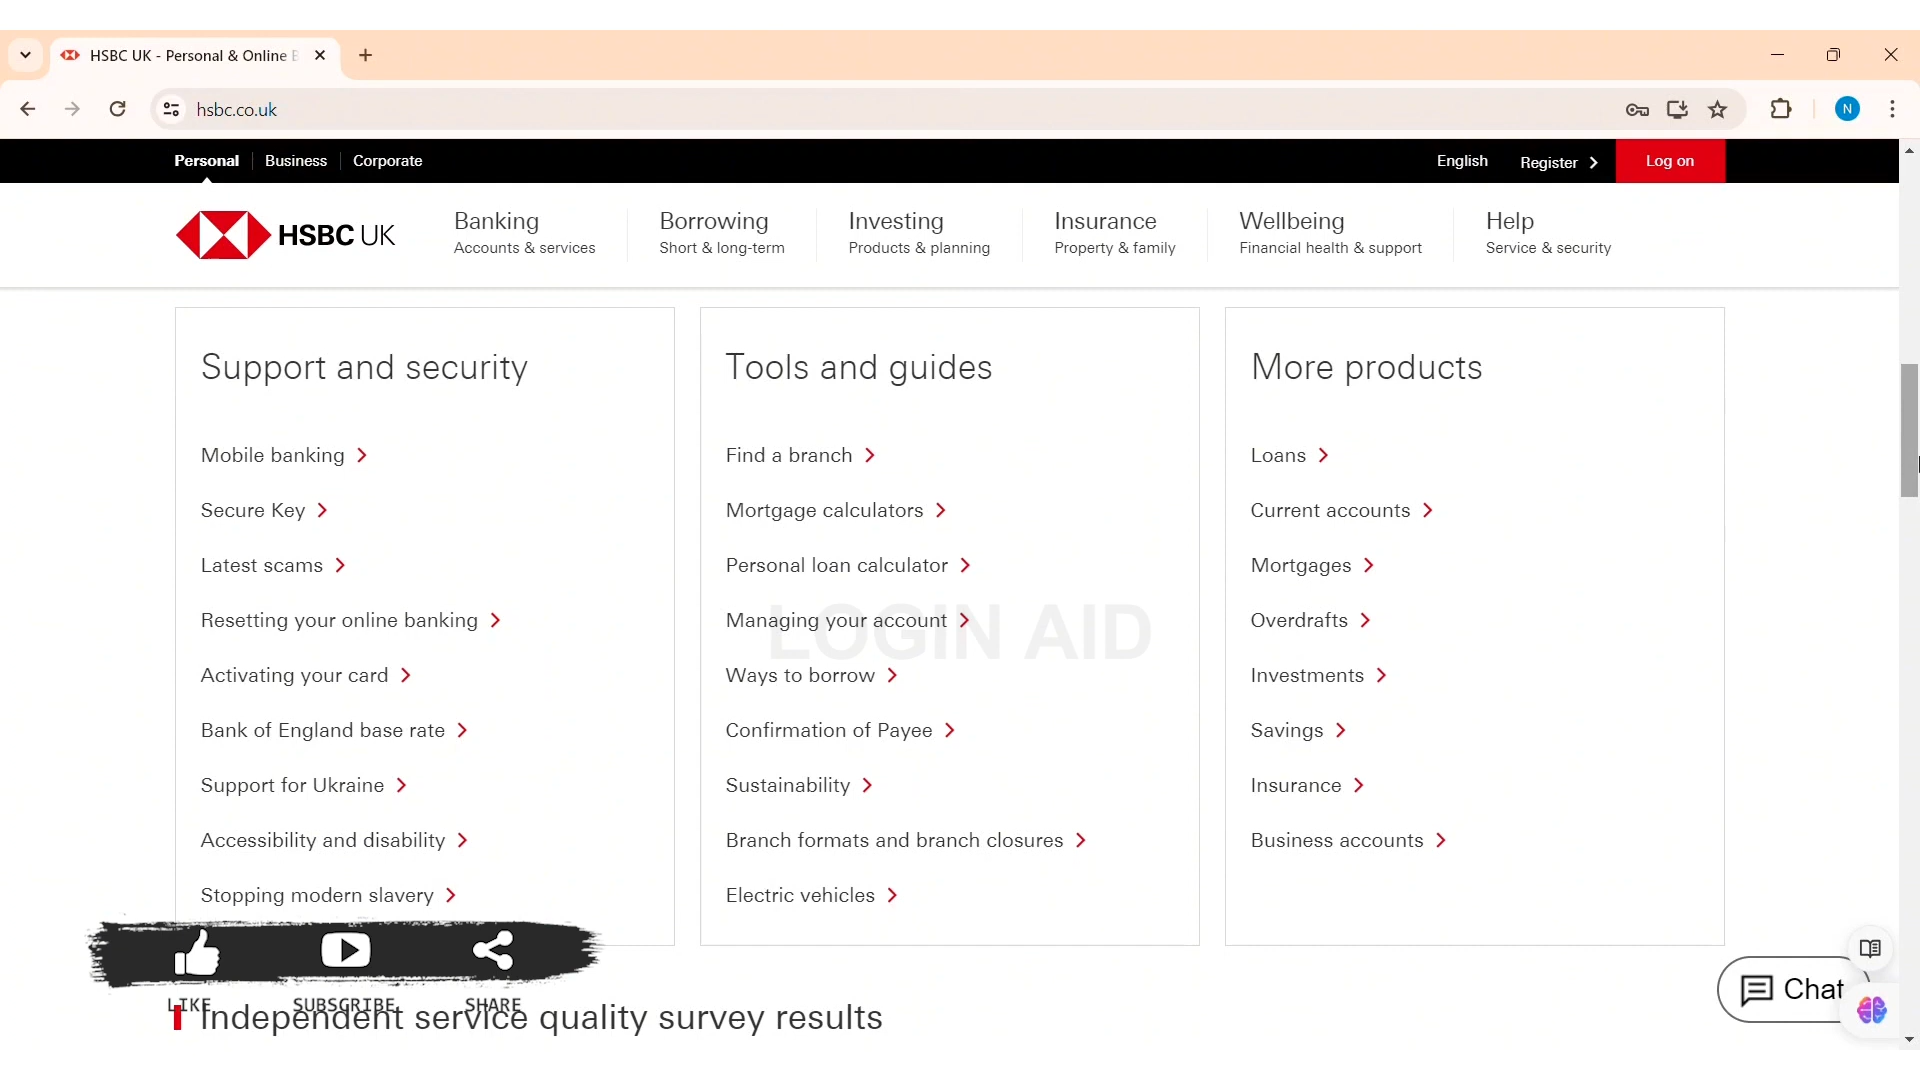 HSBC UK - Personal & Online B
hsbc.co.uk
N
Personal
Business
Corporate
English
Register
Log on
HSBC UK
Banking
Accounts & services
Borrowing
Short & long-term
Investing
Products & planning
Insurance
Property & family
Wellbeing
Financial health & support
Help
Service & security
Support and security
Mobile banking
Secure Key
Latest scams
Resetting your online banking
Activating your card
Bank of England base rate
Support for Ukraine
Accessibility and disability
Stopping modern slavery
Tools and guides
Find a branch
Mortgage calculators
Personal loan calculator
Managing your account
Ways to borrow
Confirmation of Payee
Sustainability
Branch formats and branch closures
Electric vehicles
More products
Loans
Current accounts
Mortgages
Overdrafts
Investments
Savings
Insurance
Business accounts
LOGIN AID
LIKE
SUBSCRIBE
SHARE
Independent service quality survey results
Chat